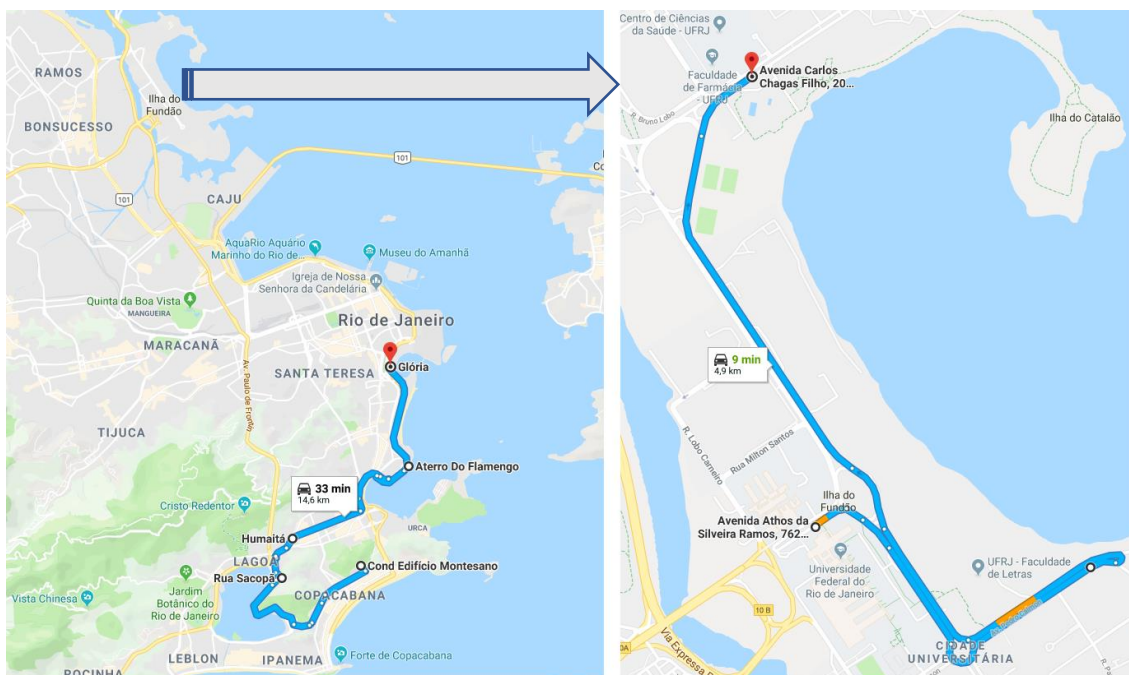 RAMOS
BONSUCESSO
Ilha do
Fundão
101
101
CAJU
AquaRio Aquário
Marinho do Rio de...
Museu do Amanhã
Igreja de Nossa
Senhora da Candelária
Quinta da Boa Vista
MANGUEIRA
Rio de Janeiro
MARACANÃ
Glória
SANTA TERESA
Av. Paulo de Frontin
TIJUCA
Aterro Do Flamengo
33 min
14,6 km
Cristo Redentor
URCA
Humaitá
LAGOA
Cond Edifício Montesano
Rua Sacopã
COPACABANA
Vista Chinesa
Jardim
Botânico do
Rio de Janeiro
LEBLON
IPANEMA
Forte de Copacabana
ROCINHA
Co
Centro de Ciências
da Saúde - UFRJ
Faculdade
de Farmácia
- UFRJ
Avenida Carlos
Chagas Filho, 20...
R. Bruno Lobo
Ilha do Catalão
9 min
4,9 km
R. Lobo Carneiro
Rua Milton Santos
Ilha do
Fundão
Avenida Athos da
Silveira Ramos, 762...
Universidade
Federal do
Rio de Janeiro
UFRJ - Faculdade
de Letras
10 B
Via Expressa
0A
CIDADE
UNIVERSITÁRIA